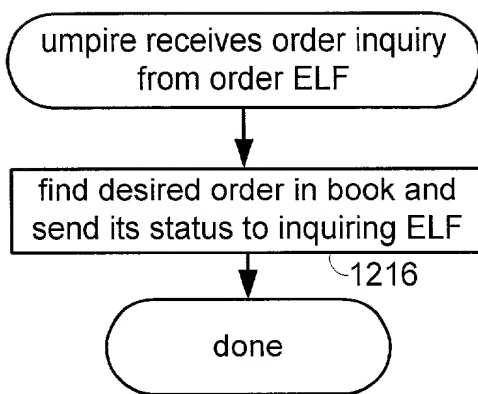 umpire receives order inquiry
from order ELF
find desired order in book and
send its status to inquiring ELF
1216
done